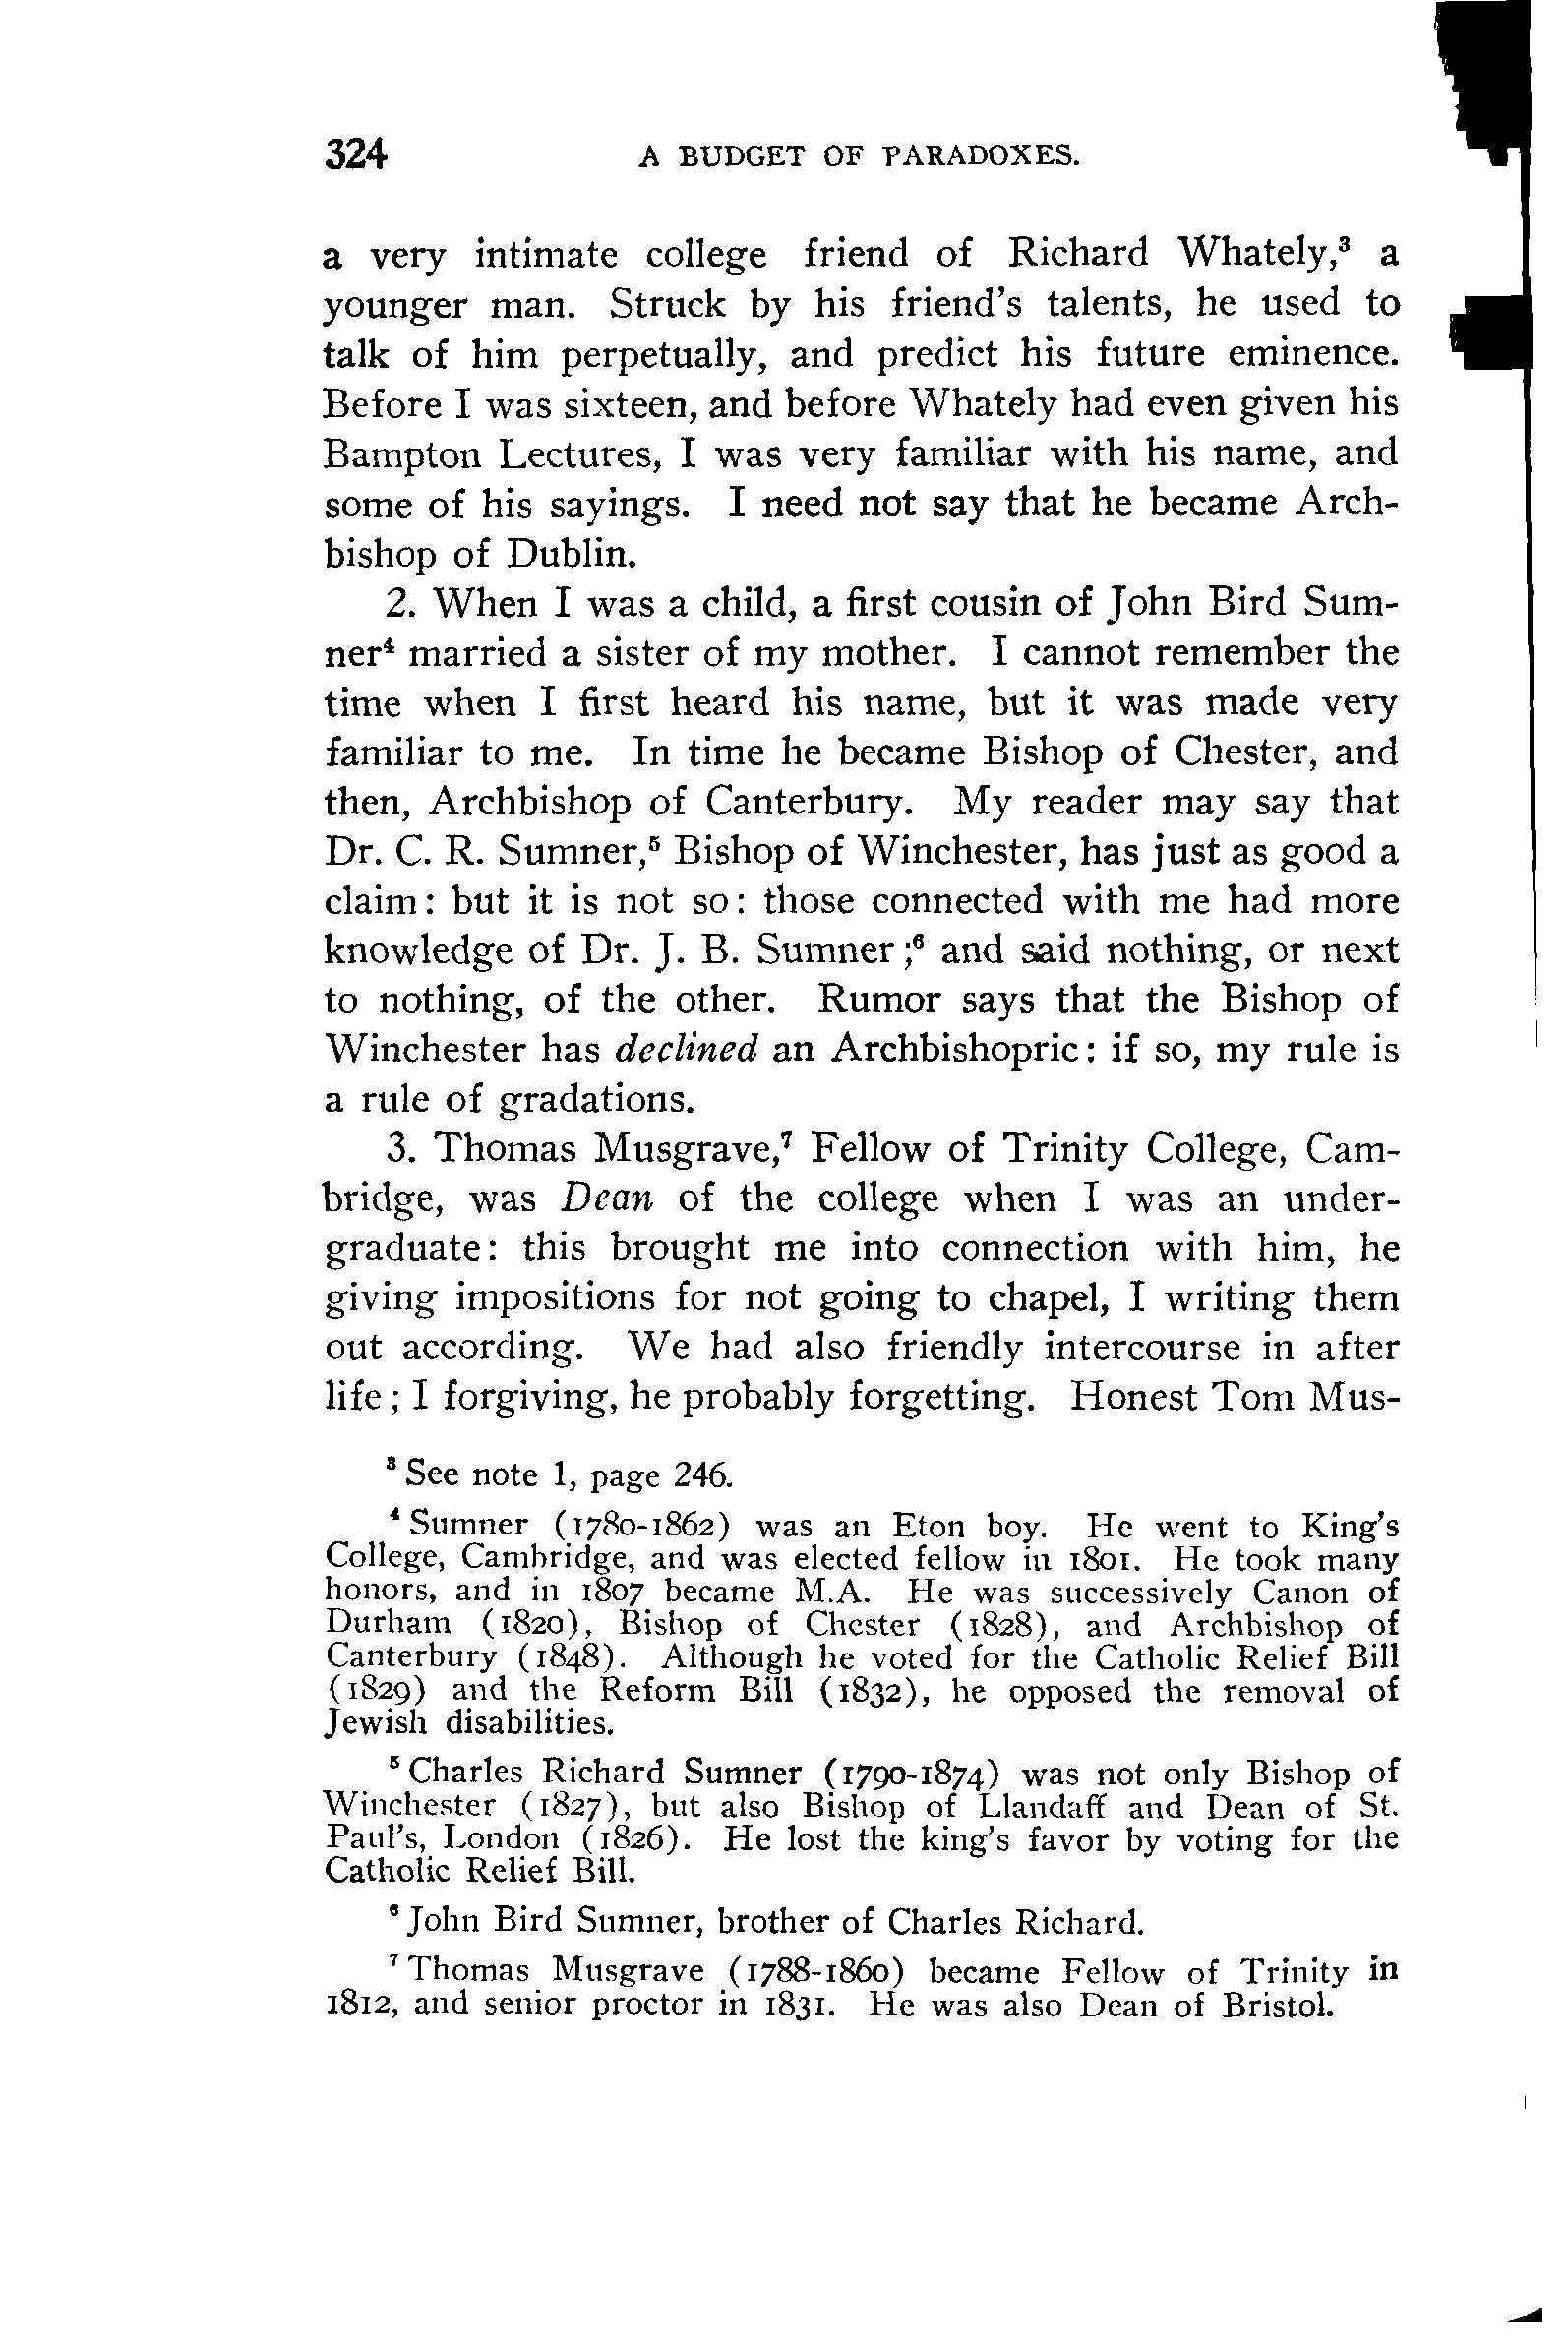 324 A BUDGET OF PARADOXES.
a very intimate college friend of Richard Whately,³ a
younger man. Struck by his friend's talents, he used to
talk of him perpetually, and predict his future eminence.
Before I was sixteen, and before Whately had even given his
Bampton Lectures, I was very familiar with his name, and
some of his sayings. I need not say that he became Arch-
bishop of Dublin.
2. When I was a child, a first cousin of John Bird Sum-
ner⁴ married a sister of my mother. I cannot remember the
time when I first heard his name, but it was made very
familiar to me. In time he became Bishop of Chester, and
then, Archbishop of Canterbury. My reader may say that
Dr. C. R. Sumner,⁵ Bishop of Winchester, has just as good a
claim: but it is not so: those connected with me had more
knowledge of Dr. J. B. Sumner;⁶ and said nothing, or next
to nothing, of the other. Rumor says that the Bishop of
Winchester has declined an Archbishopric: if so, my rule is
a rule of gradations.
3. Thomas Musgrave,⁷ Fellow of Trinity College, Cam-
bridge, was Dean of the college when I was an under-
graduate: this brought me into connection with him, he
giving impositions for not going to chapel, I writing them
out according. We had also friendly intercourse in after
life; I forgiving, he probably forgetting. Honest Tom Mus-
³ See note 1, page 246.
⁴ Sumner (1780-1862) was an Eton boy. He went to King's
College, Cambridge, and was elected fellow in 1801. He took many
honors, and in 1807 became M.A. He was successively Canon of
Durham (1820), Bishop of Chester (1828), and Archbishop of
Canterbury (1848). Although he voted for the Catholic Relief Bill
(1829) and the Reform Bill (1832), he opposed the removal of
Jewish disabilities.
⁵ Charles Richard Sumner (1790-1874) was not only Bishop of
Winchester (1827), but also Bishop of Llandaff and Dean of St.
Paul's, London (1826). He lost the king's favor by voting for the
Catholic Relief Bill.
⁶ John Bird Sumner, brother of Charles Richard.
⁷ Thomas Musgrave (1788-1860) became Fellow of Trinity in
1812, and senior proctor in 1831. He was also Dean of Bristol.